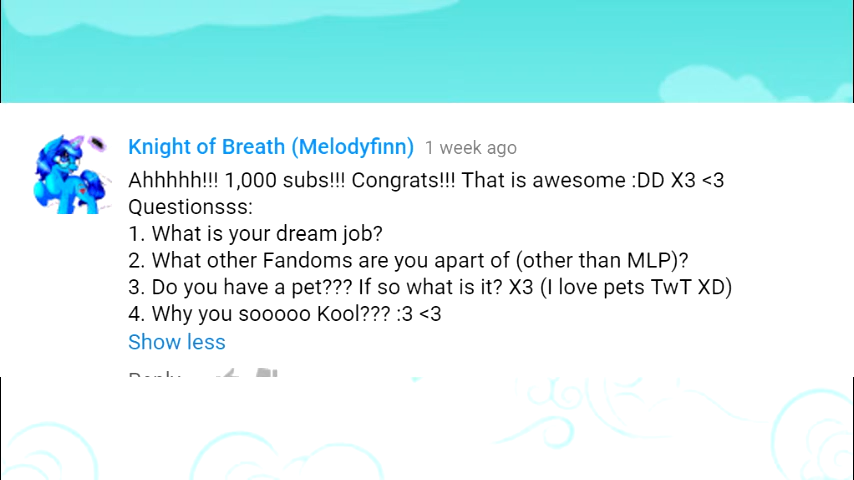 Knight of Breath (Melodyfinn) 1 week ago
Ahhhhh!!! 1,000 subs!!! Congrats!!! That is awesome :DD X3 <3
Questionsss:
1. What is your dream job?
2. What other Fandoms are you apart of (other than MLP)?
3. Do you have a pet??? If so what is it? X3 (I love pets TwT XD)
4. Why you sooooo Kool??? :3 <3
Show less
Reply